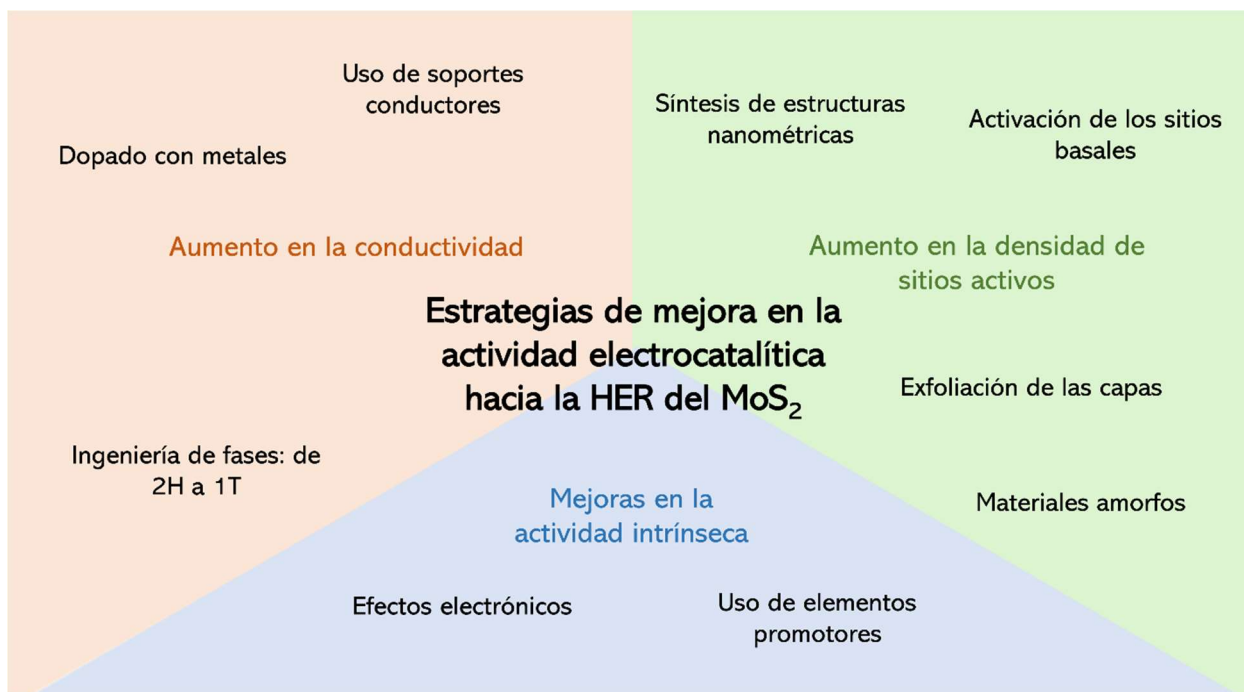 Uso de soportes
conductores
Dopado con metales
Aumento en la conductividad
Ingeniería de fases: de
2H a 1T
Síntesis de estructuras
nanométricas
Activación de los sitios
basales
Aumento en la densidad de
sitios activos
Exfoliación de las capas
Materiales amorfos
Estrategias de mejora en la
actividad electrocatalítica
hacia la HER del MoS₂
Mejoras en la
actividad intrínseca
Efectos electrónicos
Uso de elementos
promotores